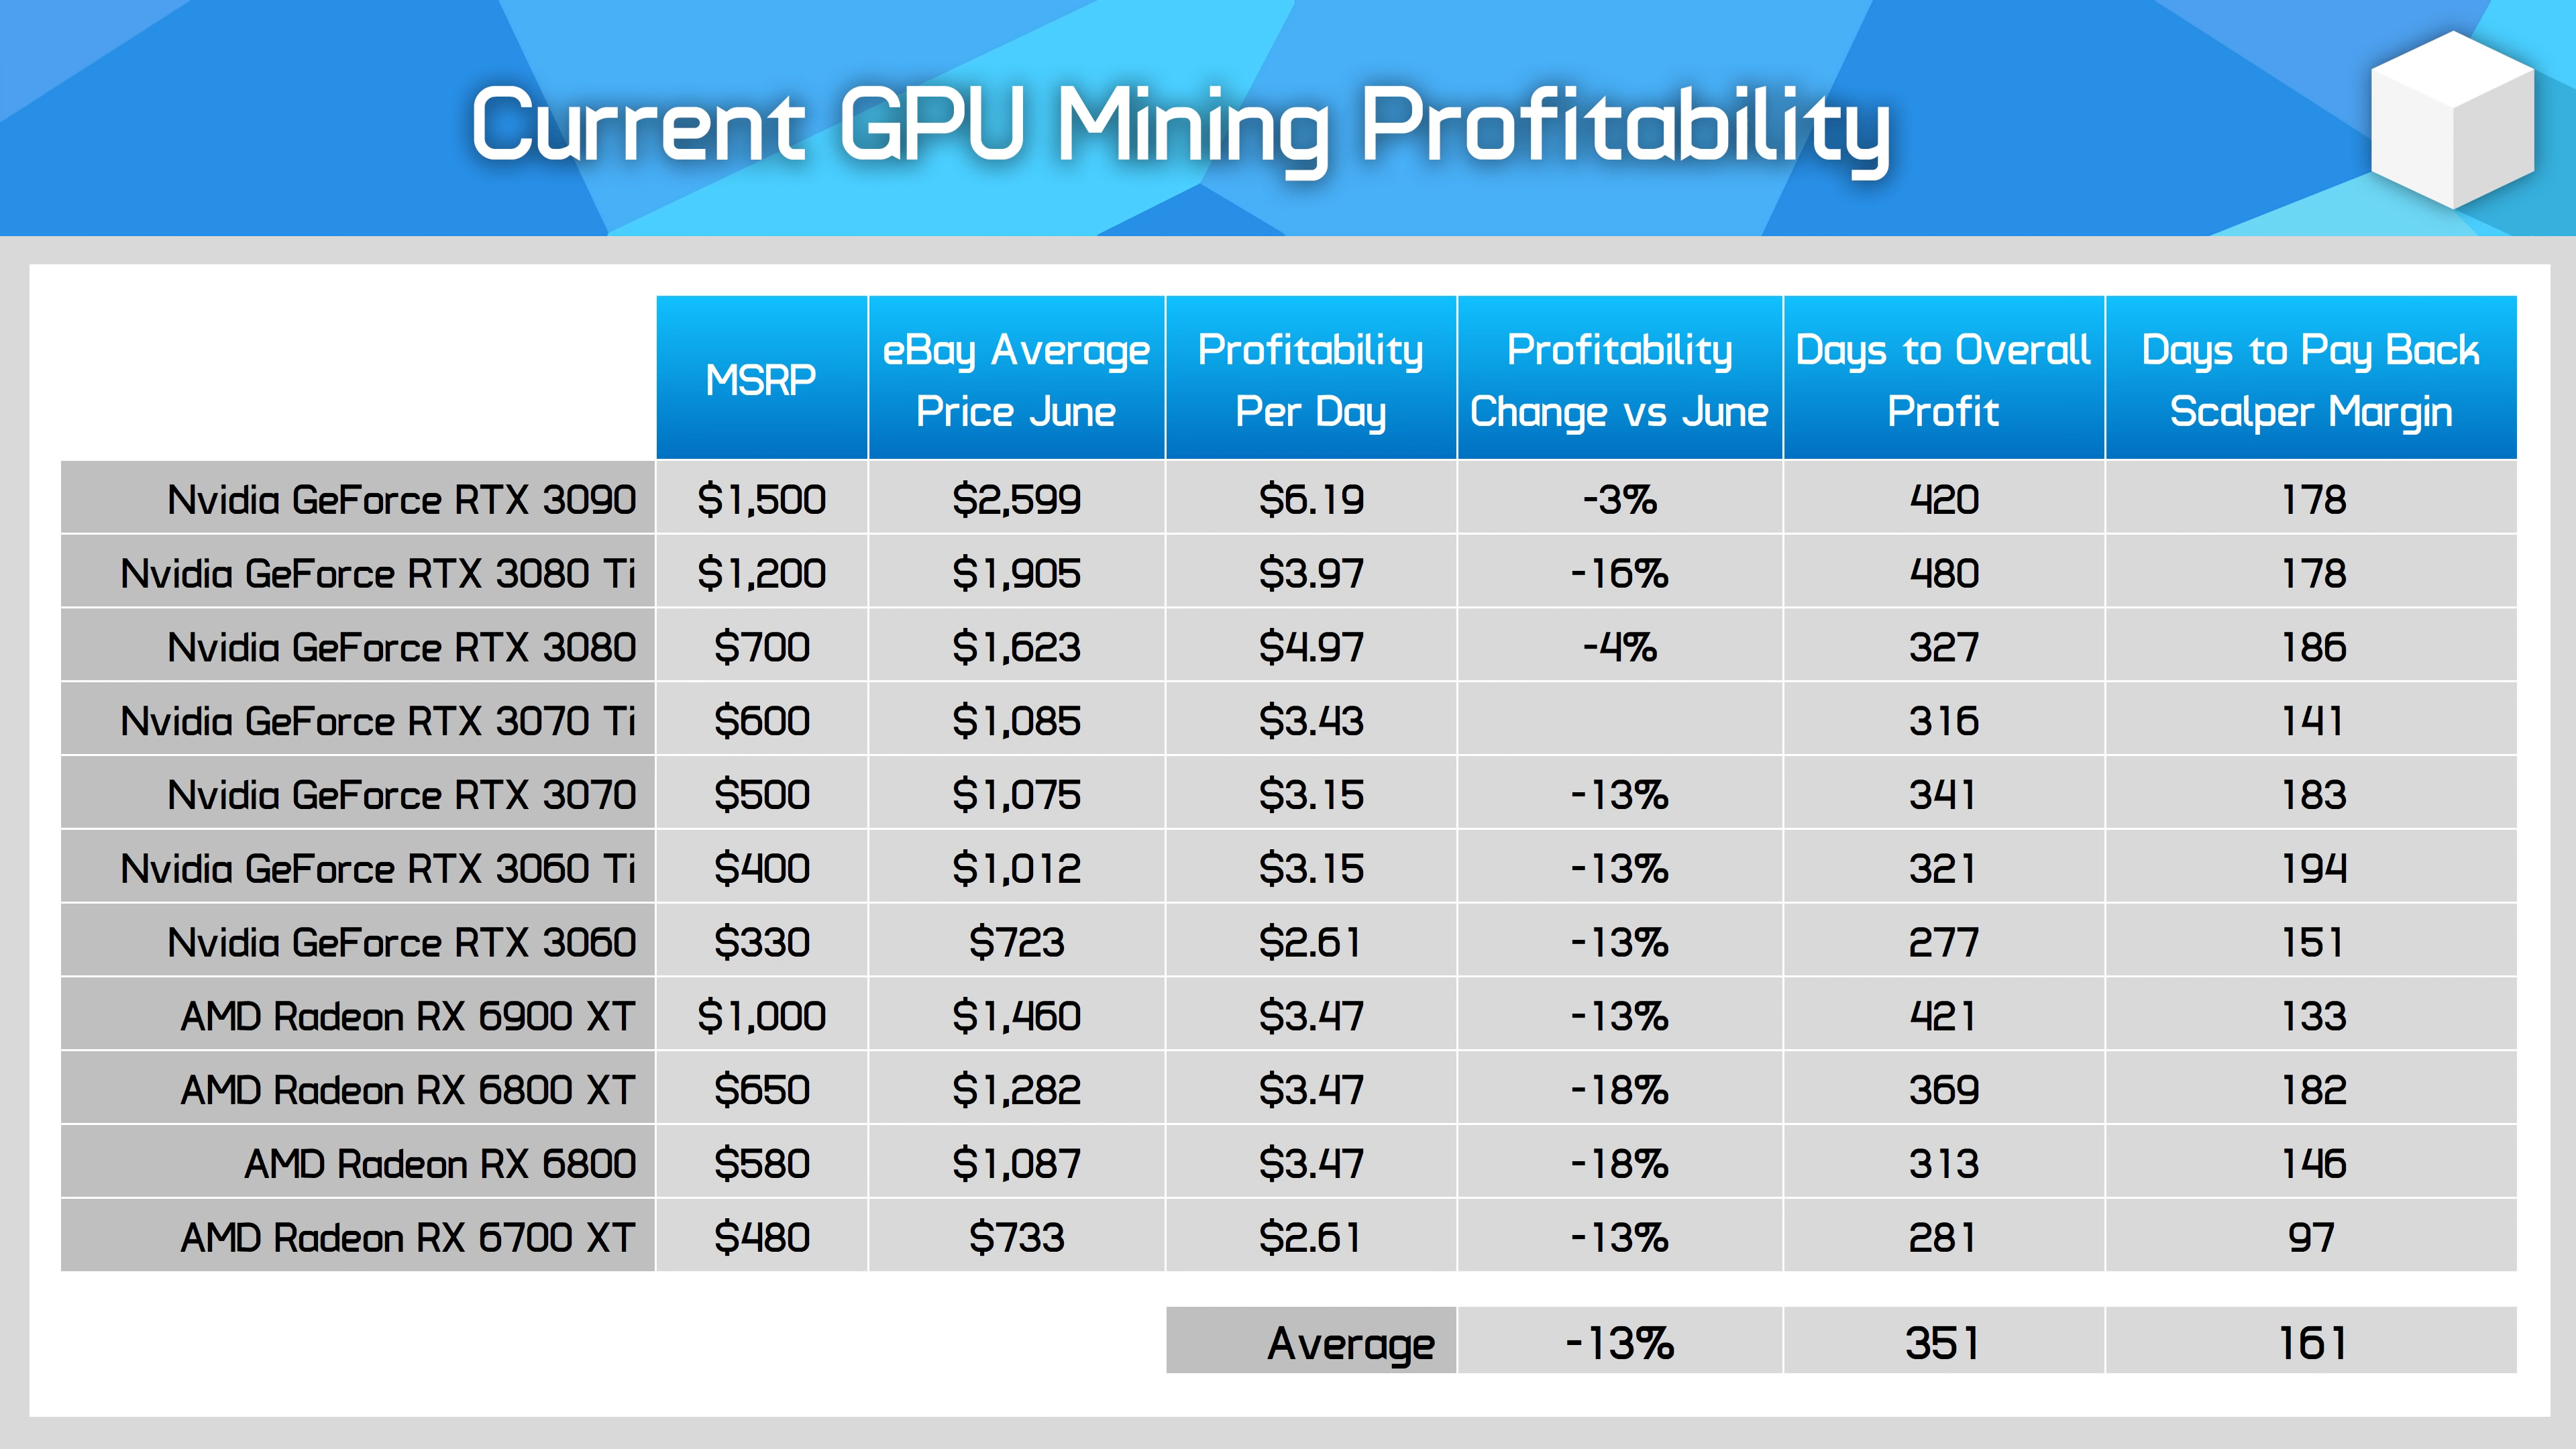 Current GPU Mining Profitability
MSRP
eBay Average
Price June
Profitability
Per Day
Profitability
Change vs June
Days to Overall
Profit
Days to Pay Back
Scalper Margin
Nvidia GeForce RTX 3090 $1,500 $2,599 $6.19 -3% 420 178
Nvidia GeForce RTX 3080 Ti $1,200 $1,905 $3.97 -16% 480 178
Nvidia GeForce RTX 3080 $700 $1,623 $4.97 -4% 327 186
Nvidia GeForce RTX 3070 Ti $600 $1,085 $3.43 316 141
Nvidia GeForce RTX 3070 $500 $1,075 $3.15 -13% 341 183
Nvidia GeForce RTX 3060 Ti $400 $1,012 $3.15 -13% 321 194
Nvidia GeForce RTX 3060 $330 $723 $2.61 -13% 277 151
AMD Radeon RX 6900 XT $1,000 $1,460 $3.47 -13% 421 133
AMD Radeon RX 6800 XT $650 $1,282 $3.47 -18% 369 182
AMD Radeon RX 6800 $580 $1,087 $3.47 -18% 313 146
AMD Radeon RX 6700 XT $480 $733 $2.61 -13% 281 97
Average -13% 351 161